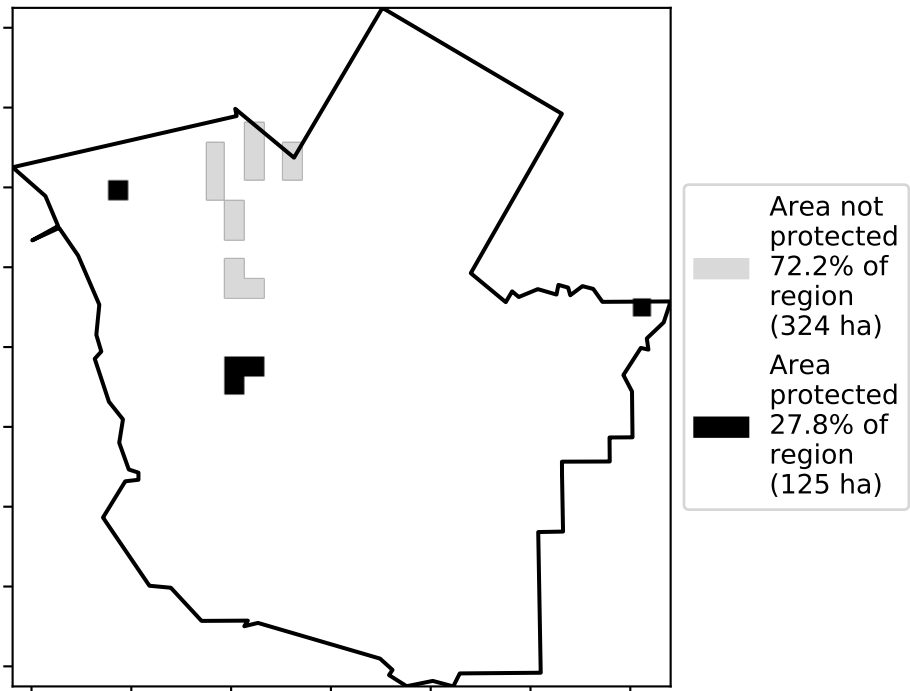 Area not
protected
72.2% of
region
(324 ha)
Area
protected
27.8% of
region
(125 ha)